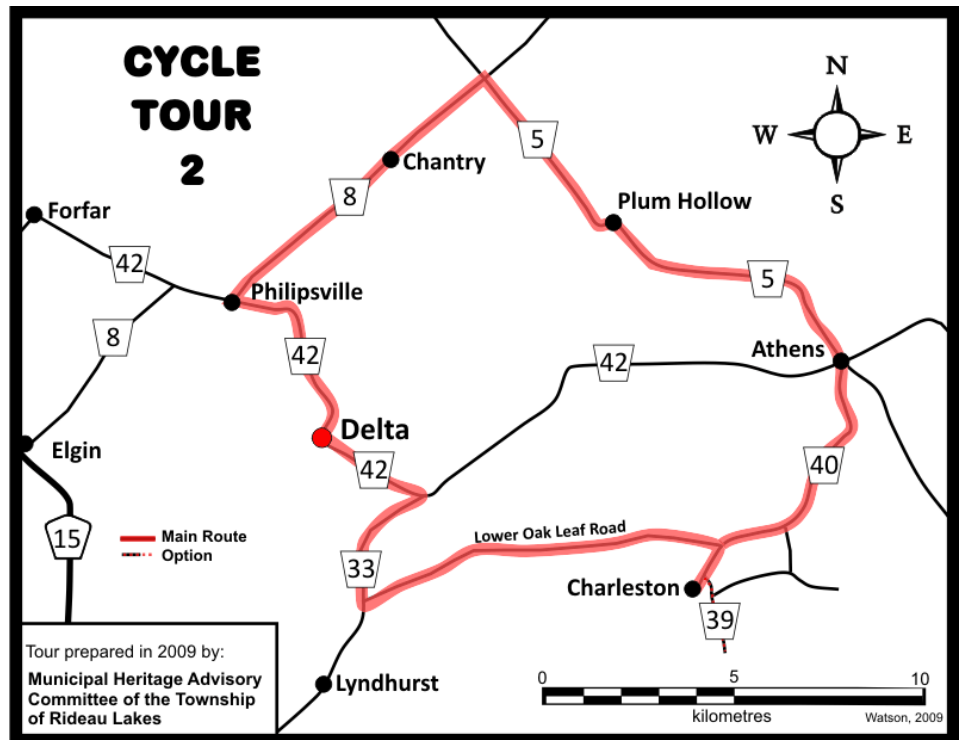 CYCLE
TOUR
2
N
W E
S
5
Chantry
8
Plum Hollow
Forfar
42
5
Philipsville
8
42
Athens
42
Delta
Elgin
42
40
15
Main Route
Option
Lower Oak Leaf Road
33
Charleston
39
Tour prepared in 2009 by:
Municipal Heritage Advisory
Committee of the Township
of Rideau Lakes
Lyndhurst
0 5 10
kilometres
Watson, 2009